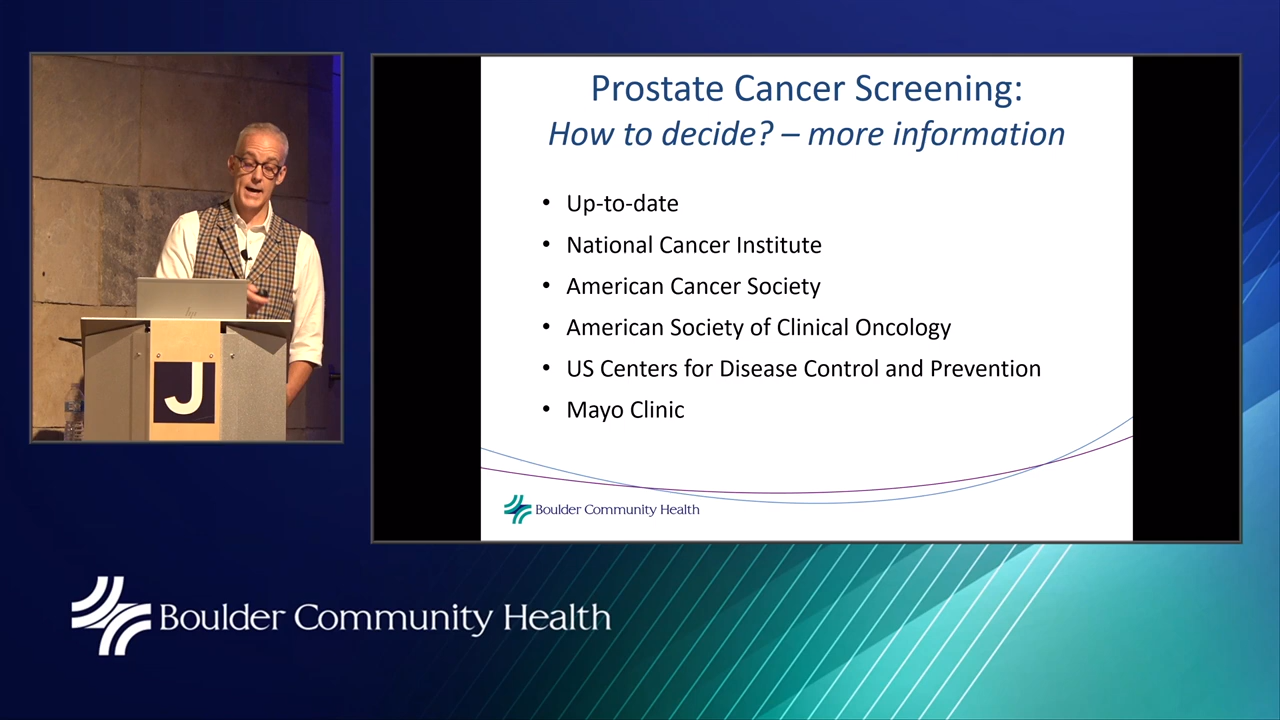 Prostate Cancer Screening:
How to decide? – more information
• Up-to-date
• National Cancer Institute
• American Cancer Society
• American Society of Clinical Oncology
• US Centers for Disease Control and Prevention
• Mayo Clinic
Boulder Community Health
J
Boulder Community Health